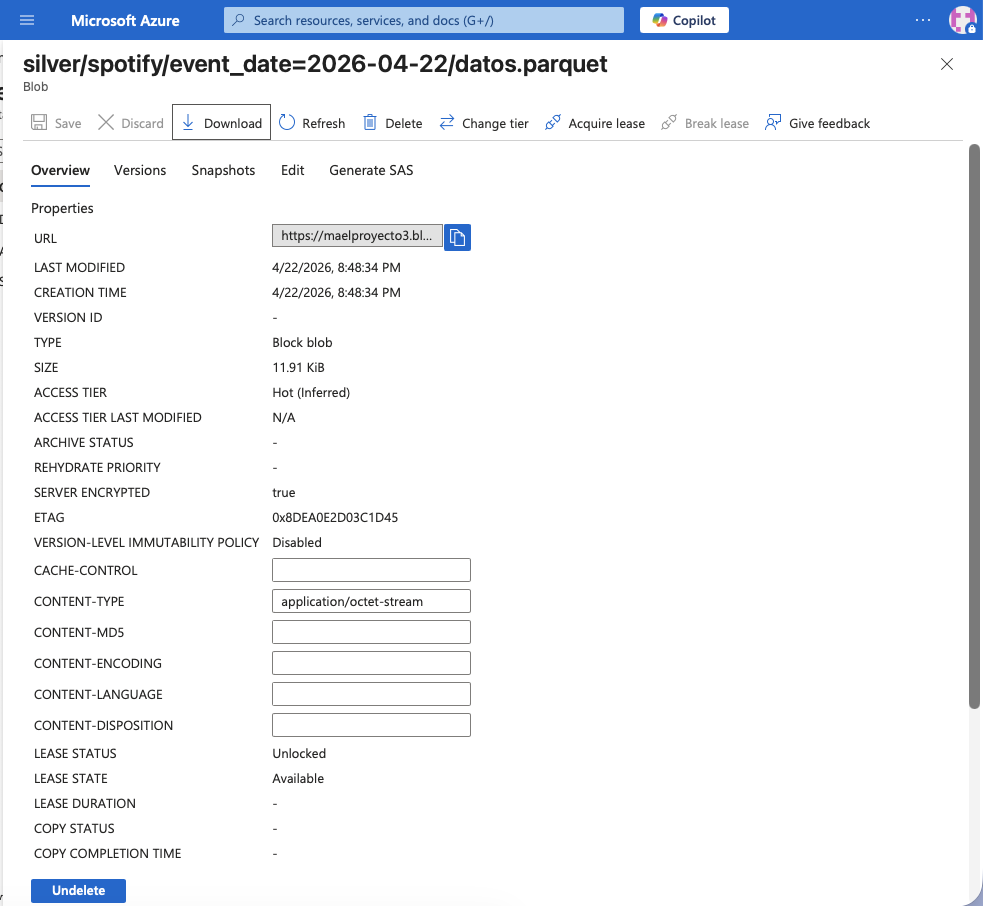 Microsoft Azure
Search resources, services, and docs (G+/)
Copilot
silver/spotify/event_date=2026-04-22/datos.parquet
Blob
Save
Discard
Download
Refresh
Delete
Change tier
Acquire lease
Break lease
Give feedback
Overview
Versions
Snapshots
Edit
Generate SAS
Properties
URL https://maelproyecto3.bl...
LAST MODIFIED 4/22/2026, 8:48:34 PM
CREATION TIME 4/22/2026, 8:48:34 PM
VERSION ID -
TYPE Block blob
SIZE 11.91 KiB
ACCESS TIER Hot (Inferred)
ACCESS TIER LAST MODIFIED N/A
ARCHIVE STATUS -
REHYDRATE PRIORITY -
SERVER ENCRYPTED true
ETAG 0x8DEA0E2D03C1D45
VERSION-LEVEL IMMUTABILITY POLICY Disabled
CACHE-CONTROL
CONTENT-TYPE application/octet-stream
CONTENT-MD5
CONTENT-ENCODING
CONTENT-LANGUAGE
CONTENT-DISPOSITION
LEASE STATUS Unlocked
LEASE STATE Available
LEASE DURATION -
COPY STATUS -
COPY COMPLETION TIME -
Undelete